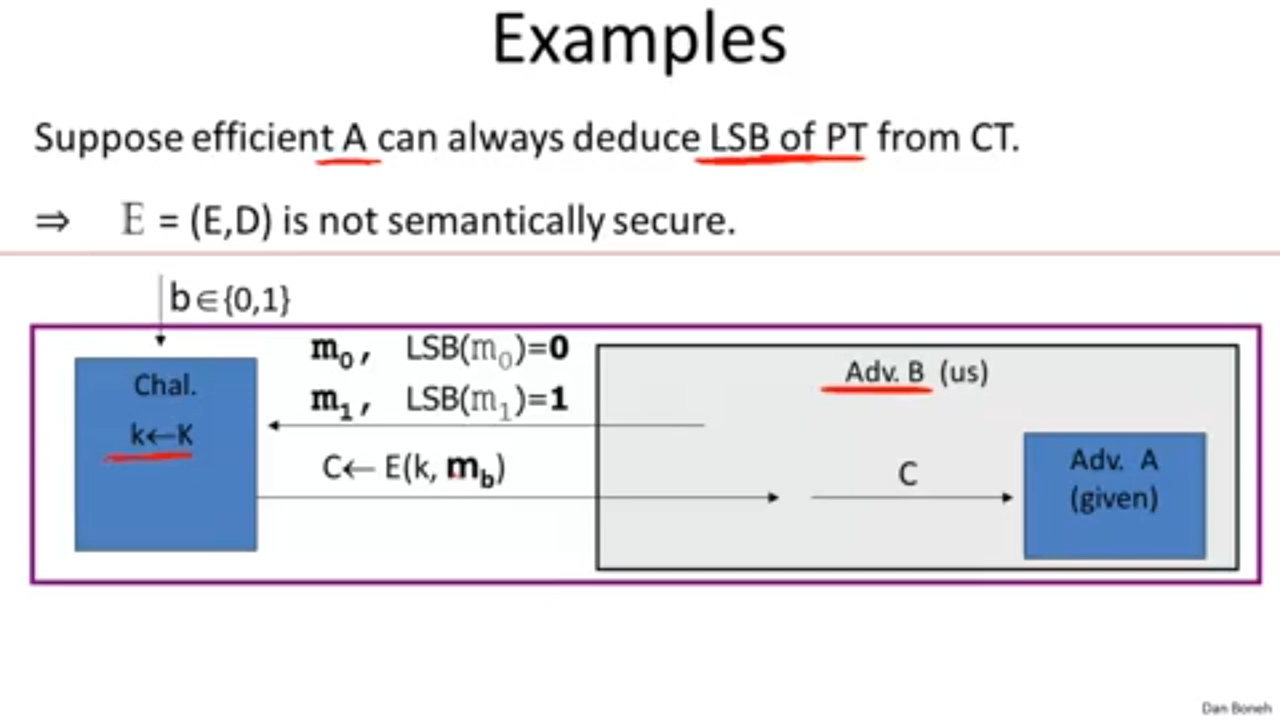 Examples
Suppose efficient A can always deduce LSB of PT from CT.
⇒ 𝔼 = (E,D) is not semantically secure.
b∈{0,1}
Chal.
k←K
m₀, LSB(m₀)=0
m₁, LSB(m₁)=1
C← E(k, m_b)
Adv. B (us)
C
Adv. A
(given)
Dan Boneh